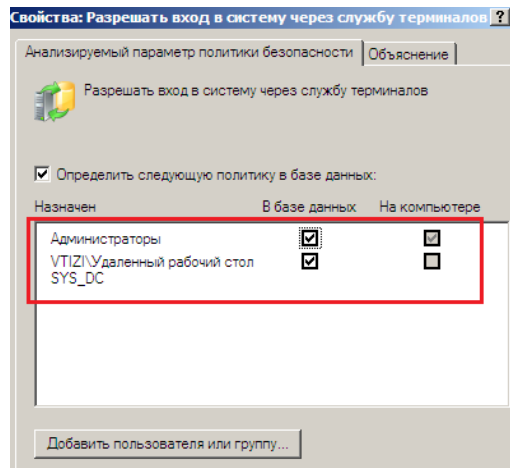 Свойства: Разрешать вход в систему через службу терминалов ?
Анализируемый параметр политики безопасности Объяснение
Разрешать вход в систему через службу терминалов
Определить следующую политику в базе данных:
Назначен В базе данных На компьютере
Администраторы
VTIZI\Удаленный рабочий стол
SYS_DC
Добавить пользователя или группу...